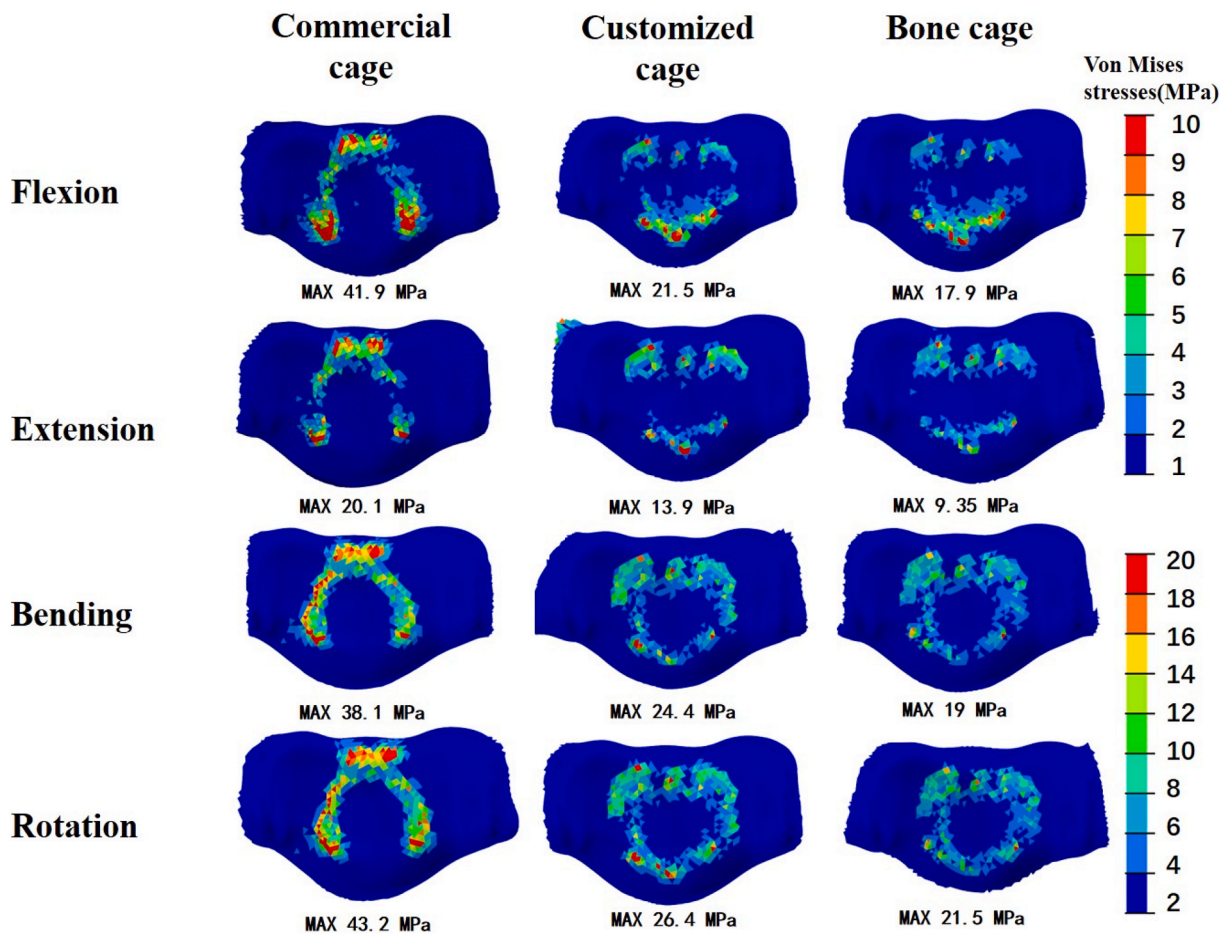 Commercial
cage
Customized
cage
Bone cage
Von Mises
stresses(MPa)
Flexion
MAX 41.9 MPa
MAX 21.5 MPa
MAX 17.9 MPa
10
9
8
7
6
5
4
3
2
1
Extension
MAX 20.1 MPa
MAX 13.9 MPa
MAX 9.35 MPa
Bending
MAX 38.1 MPa
MAX 24.4 MPa
MAX 19 MPa
Rotation
MAX 43.2 MPa
MAX 26.4 MPa
MAX 21.5 MPa
20
18
16
14
12
10
8
6
4
2